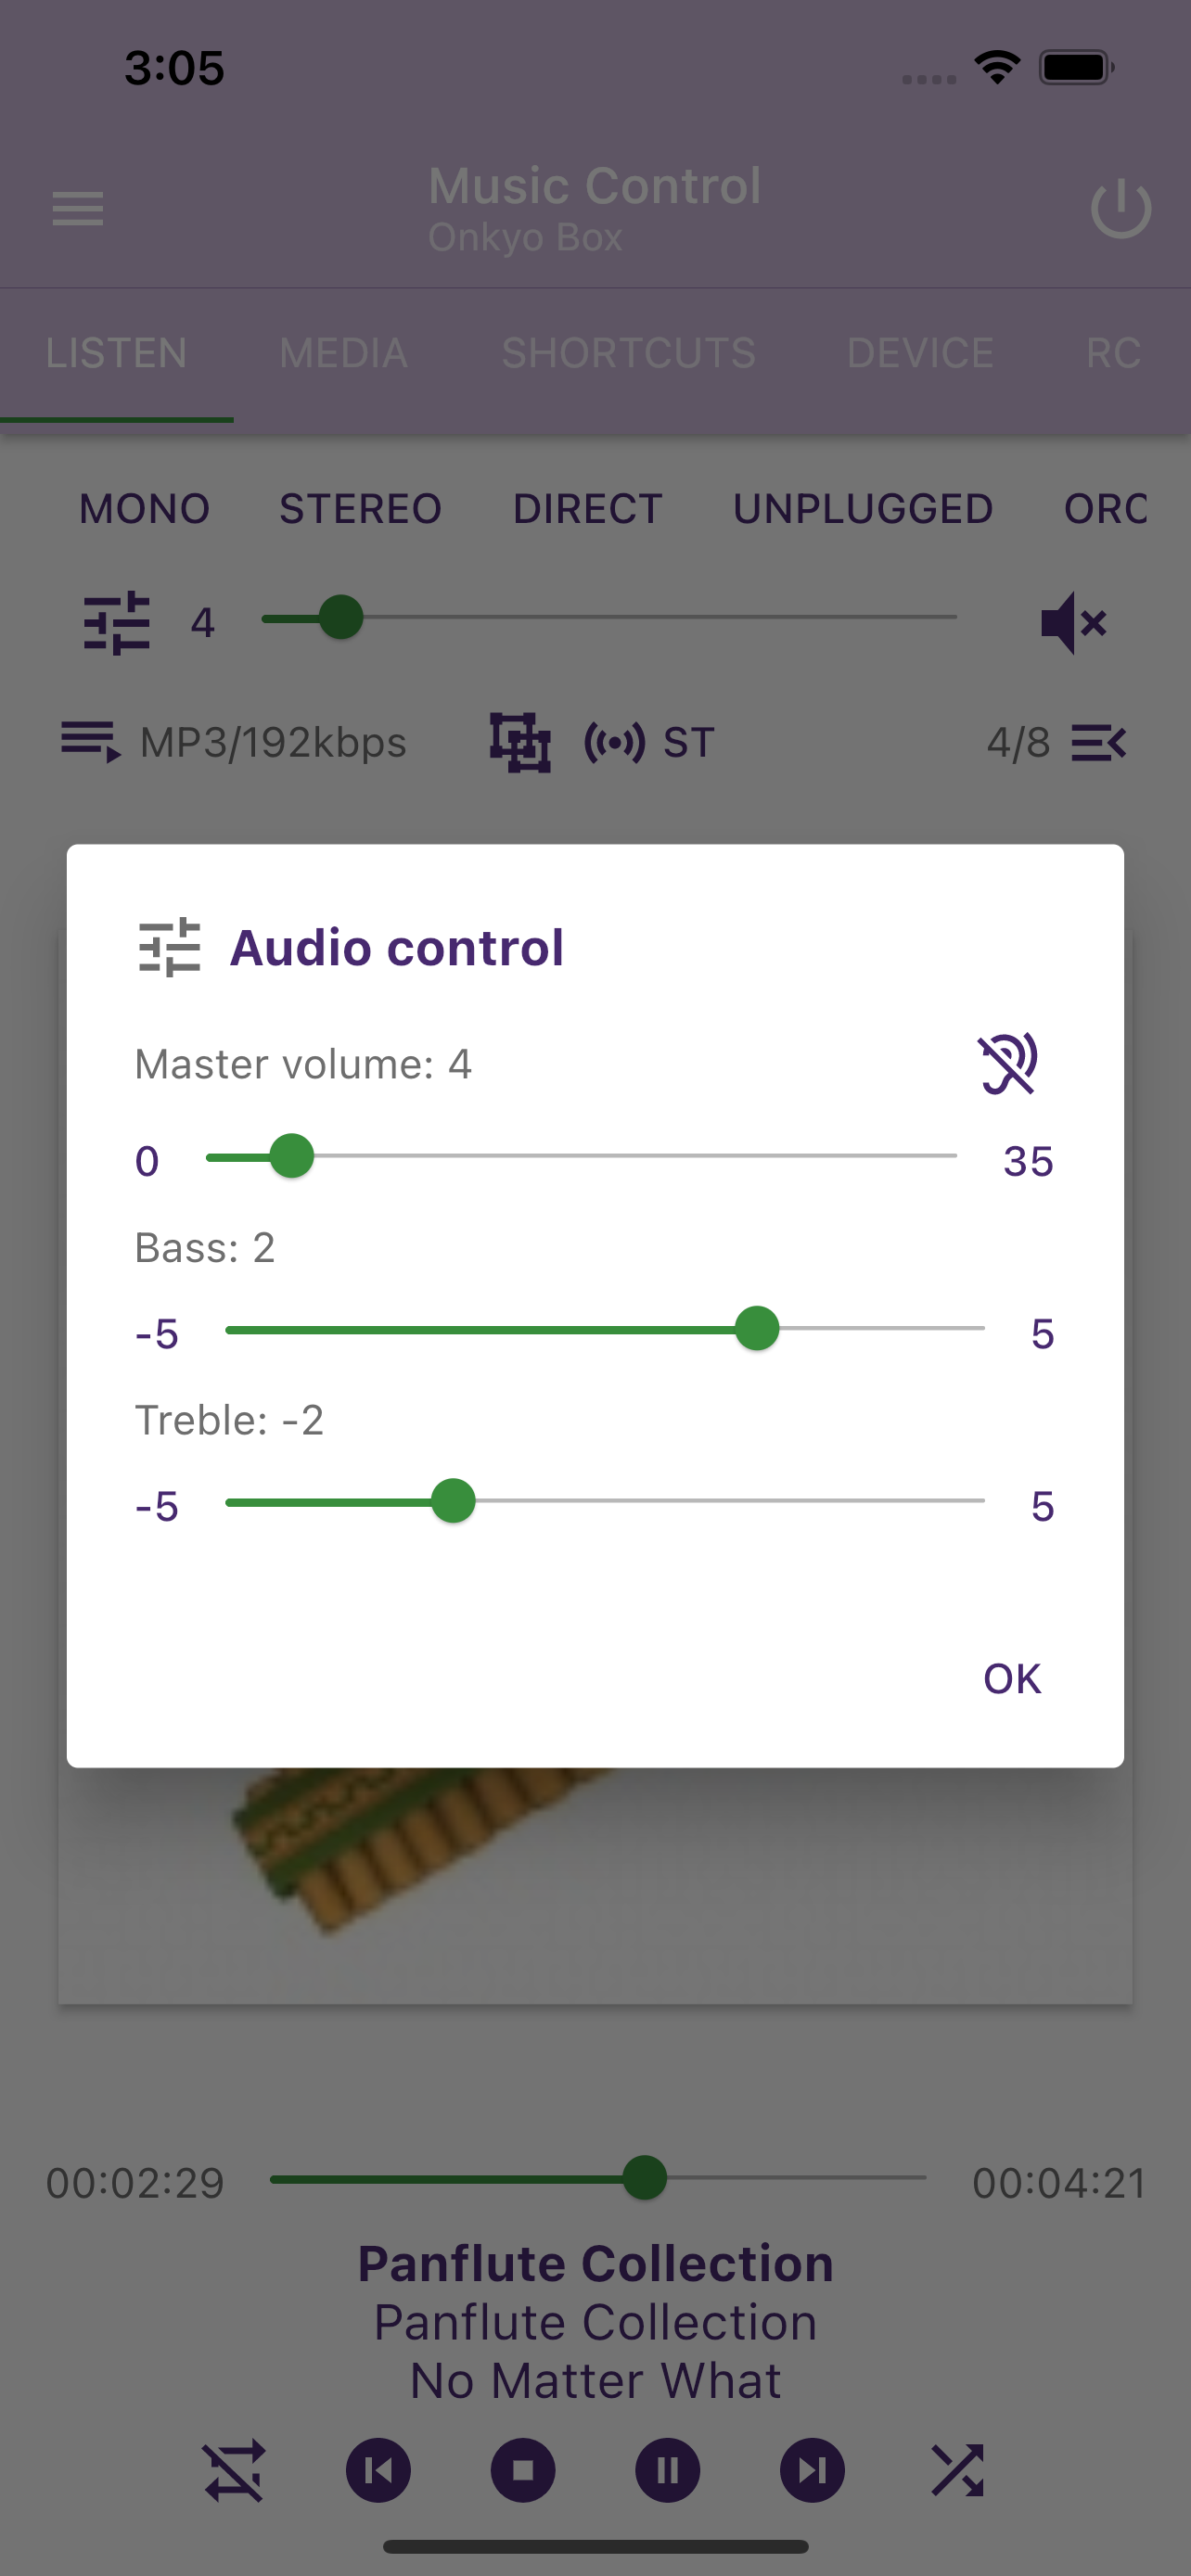 3:05
Music Control
Onkyo Box
LISTEN MEDIA SHORTCUTS DEVICE RC
MONO STEREO DIRECT UNPLUGGED ORC
4
MP3/192kbps ST 4/8
Audio control
Master volume: 4
0 35
Bass: 2
-5 5
Treble: -2
-5 5
OK
00:02:29 00:04:21
Panflute Collection
Panflute Collection
No Matter What